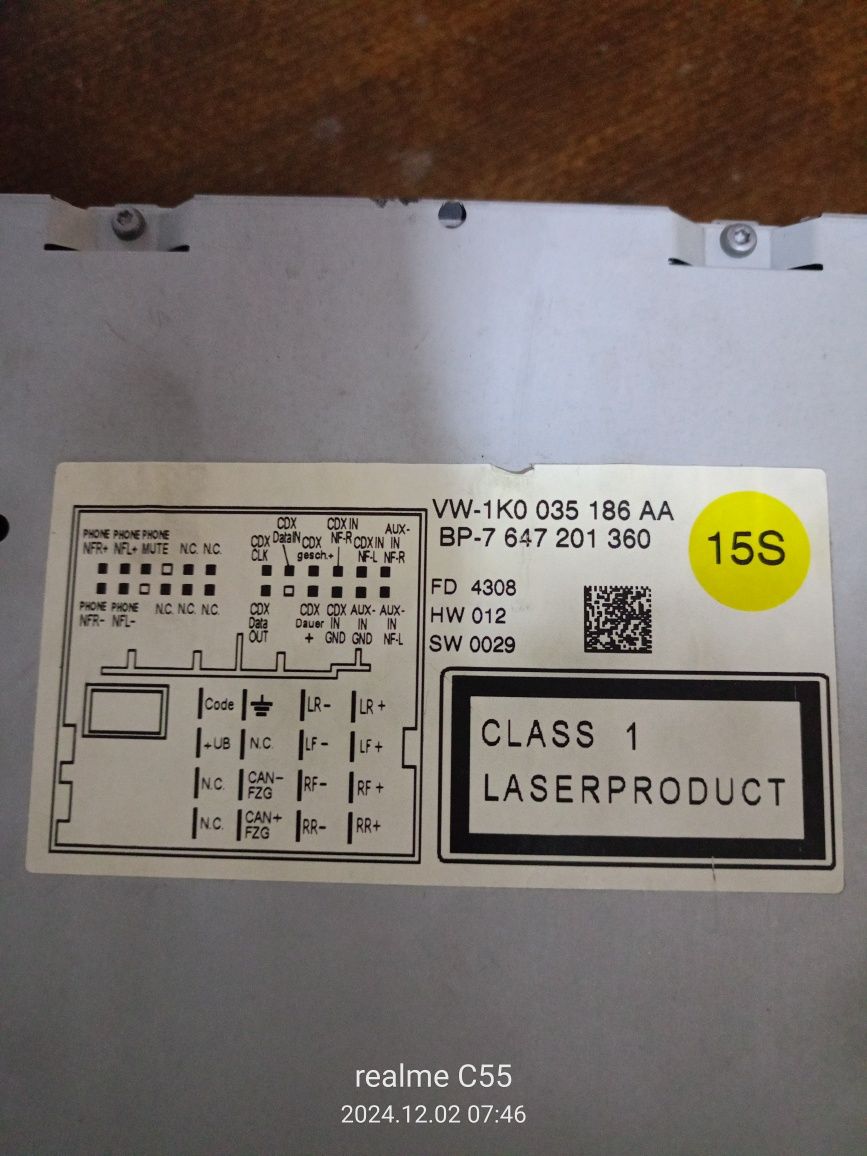 VW-1K0 035 186 AA
BP-7 647 201 360
15S
FD 4308
HW 012
SW 0029
CLASS 1
LASERPRODUCT
PHONE PHONE PHONE
NFR+ NFL+ MUTE N.C. N.C.
PHONE PHONE
NFR- NFL- N.C. N.C. N.C.
CDX CLK
CDX DataIN
CDX gesch.+
CDX IN NF-R
CDX IN NF-L
AUX-IN NF-R
CDX Data OUT
CDX Dauer +
CDX IN GND
AUX-IN GND
AUX-IN NF-L
Code LR- LR+
+UB N.C. LF- LF+
N.C. CAN- FZG RF- RF+
N.C. CAN+ FZG RR- RR+
realme C55
2024.12.02 07:46